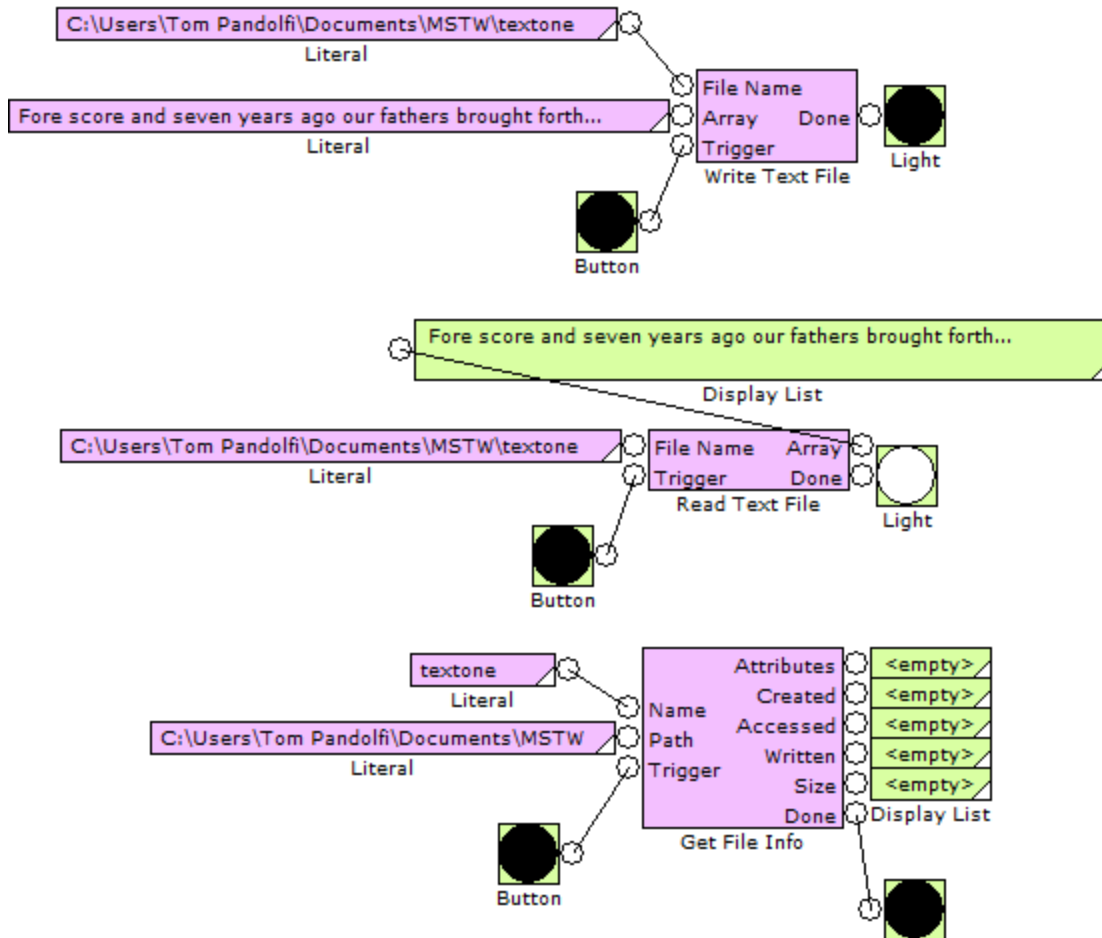 C:\Users\Tom Pandolfi\Documents\MSTW\textone
Literal
Fore score and seven years ago our fathers brought forth...
Literal
File Name
Array Done
Trigger
Write Text File
Light
Button
Fore score and seven years ago our fathers brought forth...
Display List
C:\Users\Tom Pandolfi\Documents\MSTW\textone
Literal
File Name Array
Trigger Done
Read Text File
Light
Button
textone
Literal
C:\Users\Tom Pandolfi\Documents\MSTW
Literal
Name
Path
Trigger
Attributes
Created
Accessed
Written
Size
Done
Get File Info
<empty>
<empty>
<empty>
<empty>
<empty>
Display List
Button